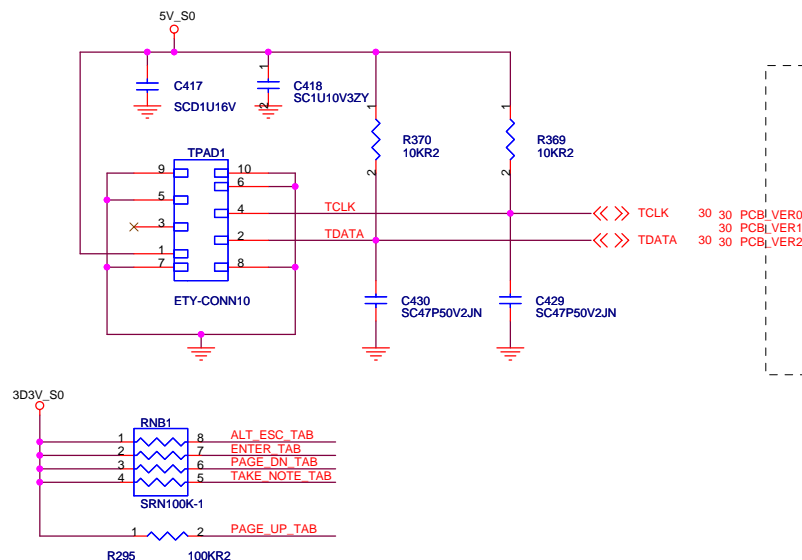 5V_S0
C417
SCD1U16V
1
C418
SC1U10V3ZY
2
1
R370
10KR2
2
1
R369
10KR2
2
TPAD1
9
10
6
5
4
TCLK
TCLK
30
3
2
TDATA
TDATA
30
1
7
8
ETY-CONN10
30 PCB_VER0
30 PCB_VER1
30 PCB_VER2
C430
SC47P50V2JN
C429
SC47P50V2JN
3D3V_S0
RNB1
1
8
ALT_ESC_TAB
2
7
ENTER_TAB
3
6
PAGE_DN_TAB
4
5
TAKE_NOTE_TAB
SRN100K-1
1
2
PAGE_UP_TAB
R295
100KR2